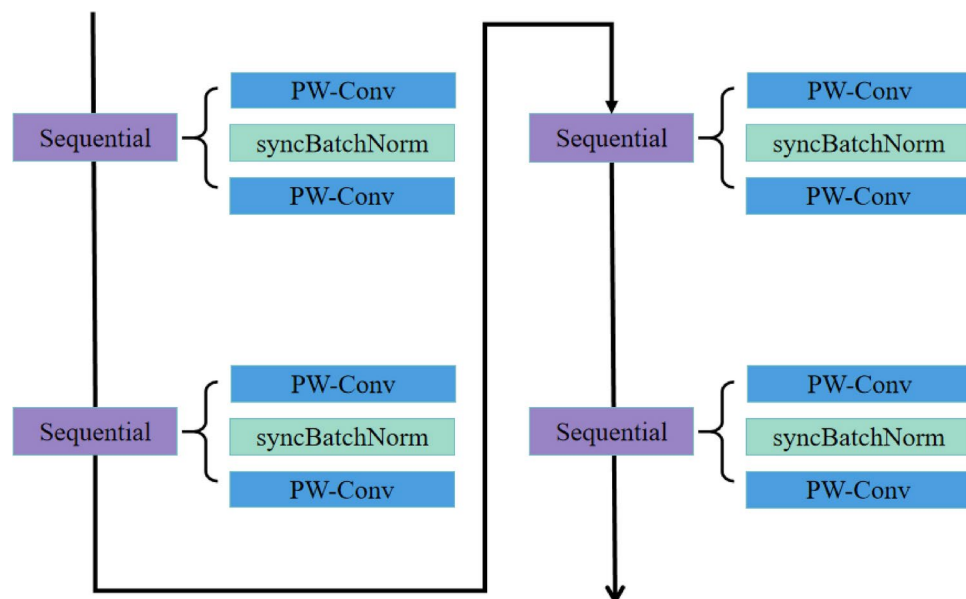 PW-Conv
Sequential
syncBatchNorm
PW-Conv
PW-Conv
Sequential
syncBatchNorm
PW-Conv
PW-Conv
Sequential
syncBatchNorm
PW-Conv
PW-Conv
Sequential
syncBatchNorm
PW-Conv